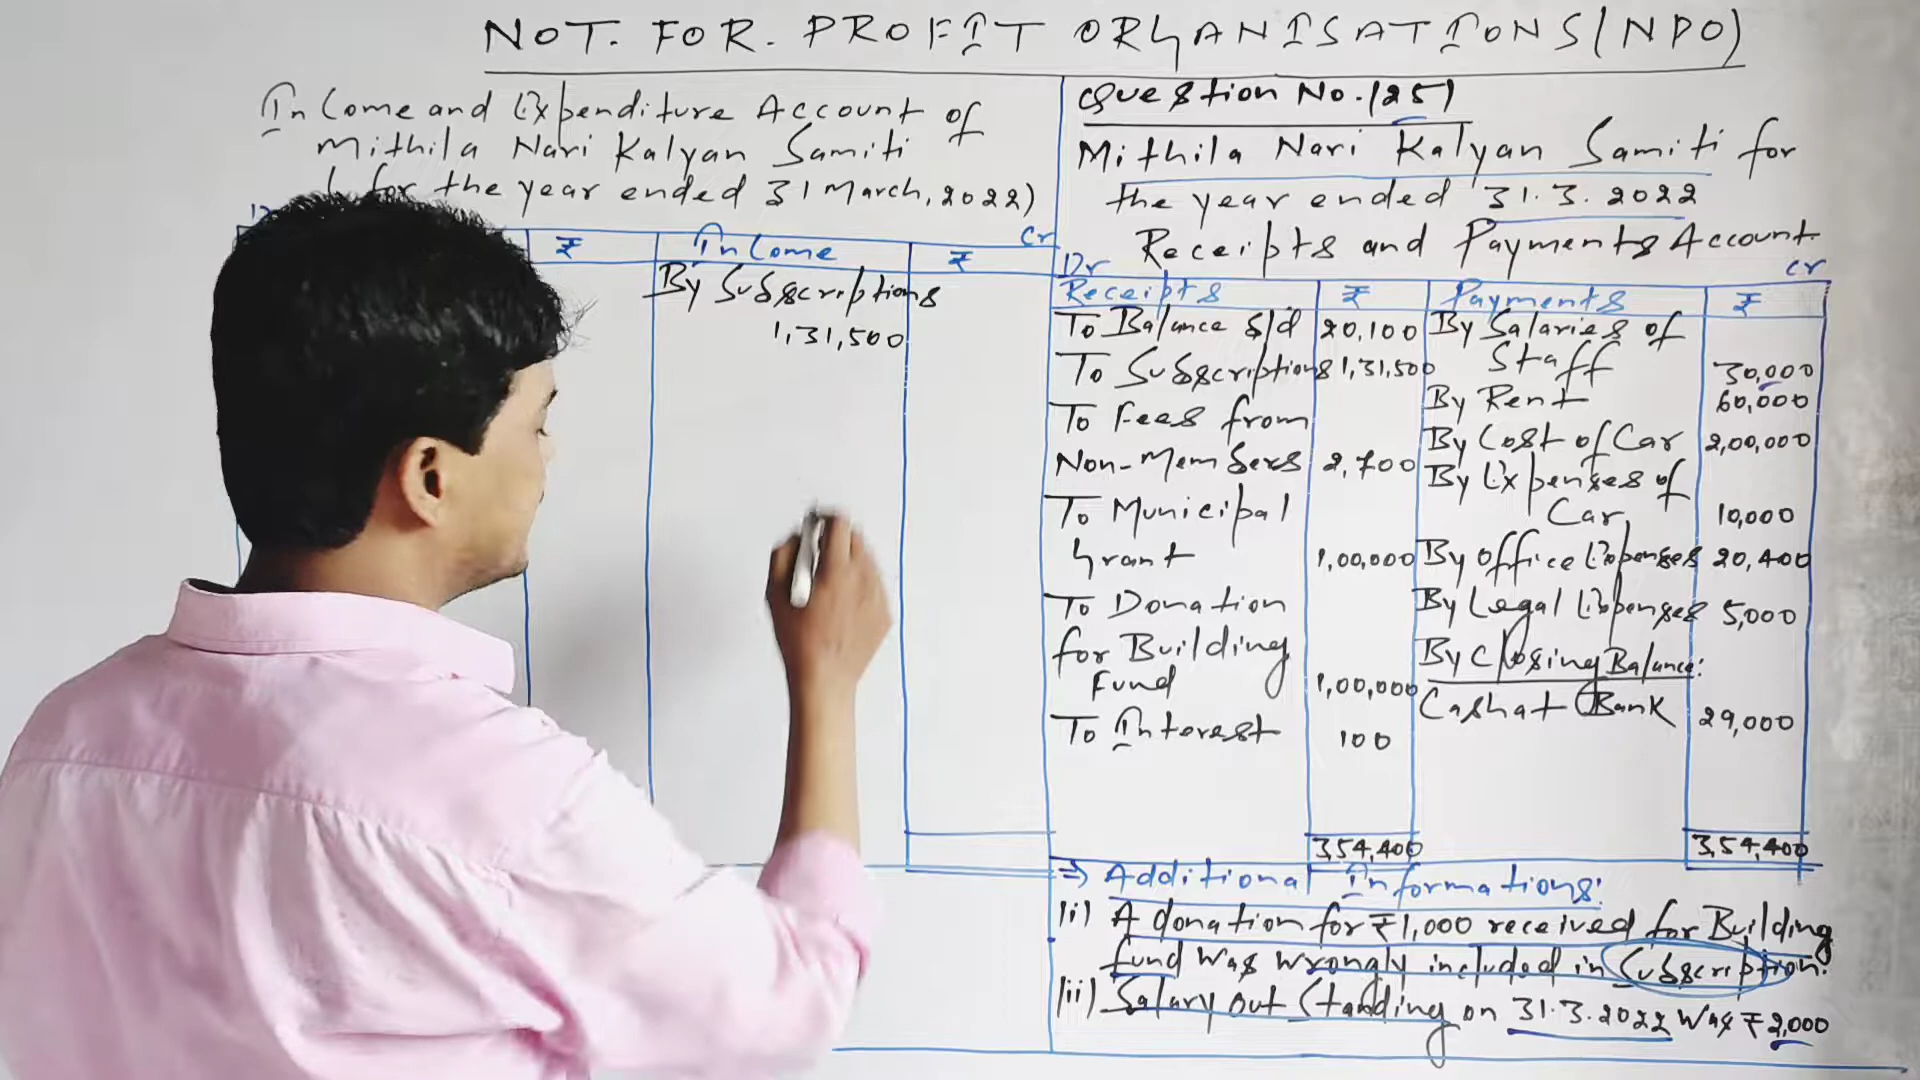 NOT. FOR. PROFIT ORGANISATIONS (NPO)
Income and Expenditure Account of
Mithila Nari Kalyan Samiti
for the year ended 31 March, 2022)
₹ Income ₹ Cr
By Subscriptions
1,31,500
Question No. (25)
Mithila Nari Kalyan Samiti for
the year ended 31.3.2022
Receipts and Payments Account
Dr Cr
Receipts ₹ Payments ₹
To Balance b/d 20,100 By Salaries of
To Subscriptions 1,31,500 Staff 30,000
To Fees from By Rent 60,000
Non-Members 2,700 By Cost of Car 2,00,000
By Expenses of
To Municipal Car 10,000
Grant 1,00,000 By Office Expenses 20,400
To Donation By Legal Expenses 5,000
for Building By Closing Balance:
Fund 1,00,000 Cash at Bank 29,000
To Interest 100
3,54,400 3,54,400
⇒ Additional Informations:
(i) A donation for ₹1,000 received for Building
fund was wrongly included in Subscription.
(ii) Salary outstanding on 31.3.2022 was ₹2,000